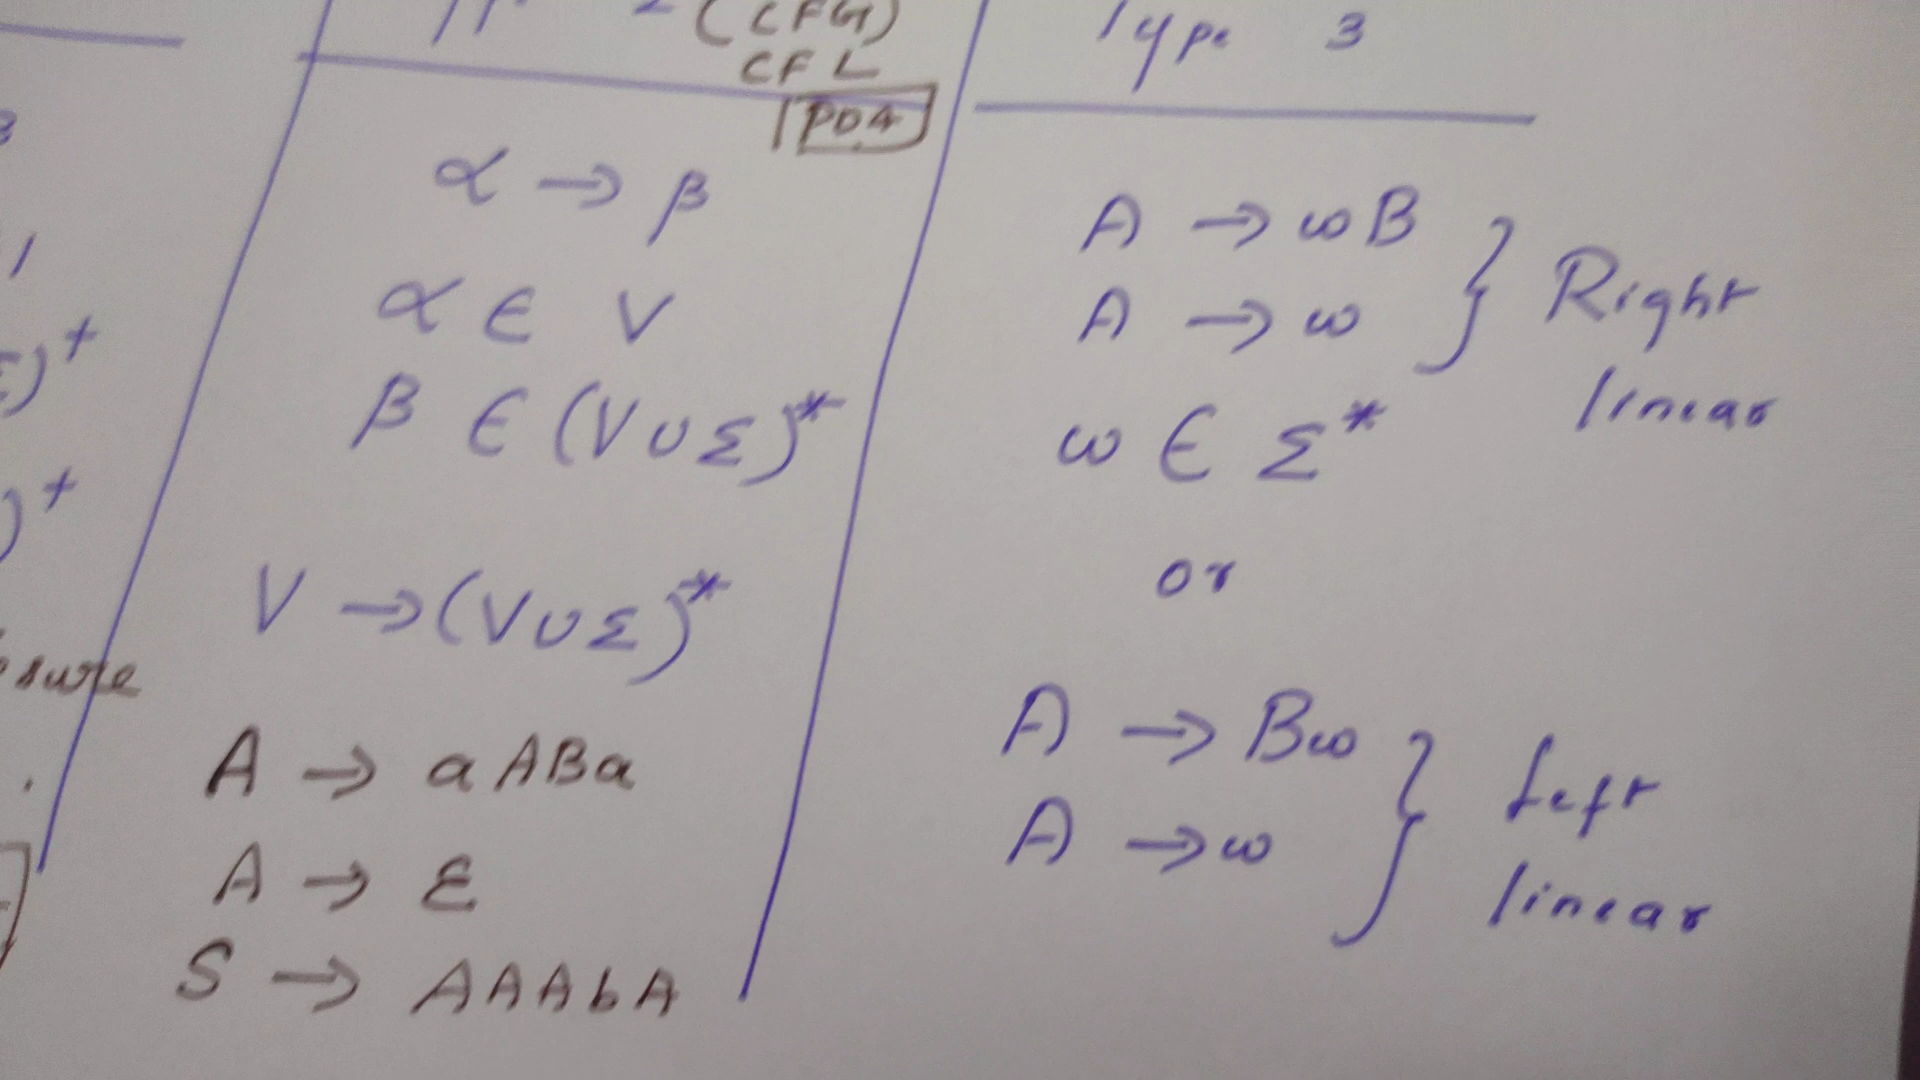 (CFG)
CFL
PDA
α → β
α ∈ V
β ∈ (V ∪ Σ)*
V → (V ∪ Σ)*
A → aABa
A → ε
S → AAAbA
Type 3
A → ωB
A → ω
Right
linear
ω ∈ Σ*
or
A → Bω
A → ω
Left
linear